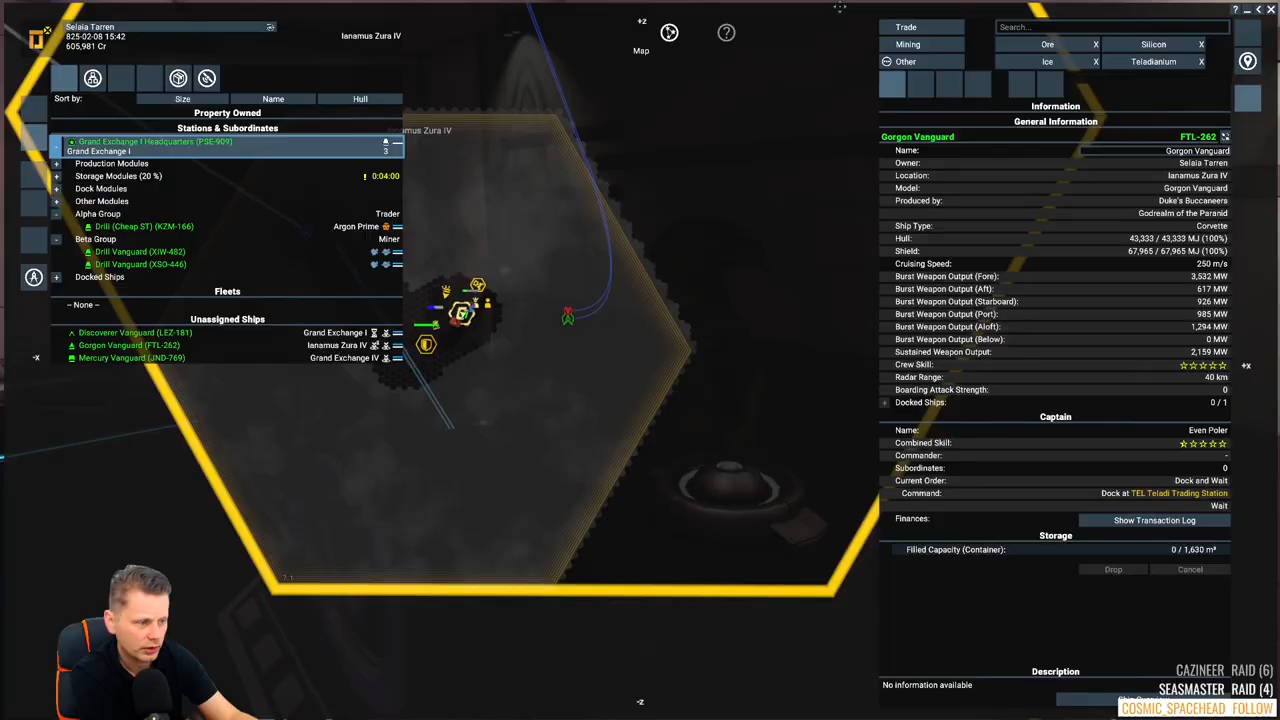 Selaia Tarren
825-02-08 15:42
605,981 Cr
Ianamus Zura IV
Sort by:
Size
Name
Hull
Property Owned
Stations & Subordinates
Grand Exchange I Headquarters (PSE-909)
Grand Exchange I
3
Production Modules
Storage Modules (20 %)
! 0:04:00
Dock Modules
Other Modules
Alpha Group
Trader
Drill (Cheap ST) (KZM-166)
Argon Prime
Beta Group
Miner
Drill Vanguard (XIW-482)
Drill Vanguard (XSO-446)
Docked Ships
Fleets
-- None --
Unassigned Ships
Discoverer Vanguard (LEZ-181)
Grand Exchange I
Gorgon Vanguard (FTL-262)
Ianamus Zura IV
Mercury Vanguard (JND-769)
Grand Exchange IV
+z
Map
-x
+x
-z
Trade
Mining
Other
Search...
Ore X
Silicon X
Ice X
Teladianium X
Information
General Information
Gorgon Vanguard
FTL-262
Name:
Gorgon Vanguard
Owner:
Selaia Tarren
Location:
Ianamus Zura IV
Model:
Gorgon Vanguard
Produced by:
Duke's Buccaneers
Godrealm of the Paranid
Ship Type:
Corvette
Hull:
43,333 / 43,333 MJ (100%)
Shield:
67,965 / 67,965 MJ (100%)
Cruising Speed:
250 m/s
Burst Weapon Output (Fore):
3,532 MW
Burst Weapon Output (Aft):
617 MW
Burst Weapon Output (Starboard):
926 MW
Burst Weapon Output (Port):
985 MW
Burst Weapon Output (Aloft):
1,294 MW
Burst Weapon Output (Below):
0 MW
Sustained Weapon Output:
2,159 MW
Crew Skill:
Radar Range:
40 km
Boarding Attack Strength:
0
Docked Ships:
0 / 1
Captain
Name:
Even Poler
Combined Skill:
Commander:
-
Subordinates:
0
Current Order:
Dock and Wait
Command:
Dock at TEL Teladi Trading Station
Wait
Finances:
Show Transaction Log
Storage
Filled Capacity (Container):
0 / 1,630 m³
Drop
Cancel
Description
No information available
CAZINEER RAID (6)
SEASMASTER RAID (4)
COSMIC_SPACEHEAD FOLLOW